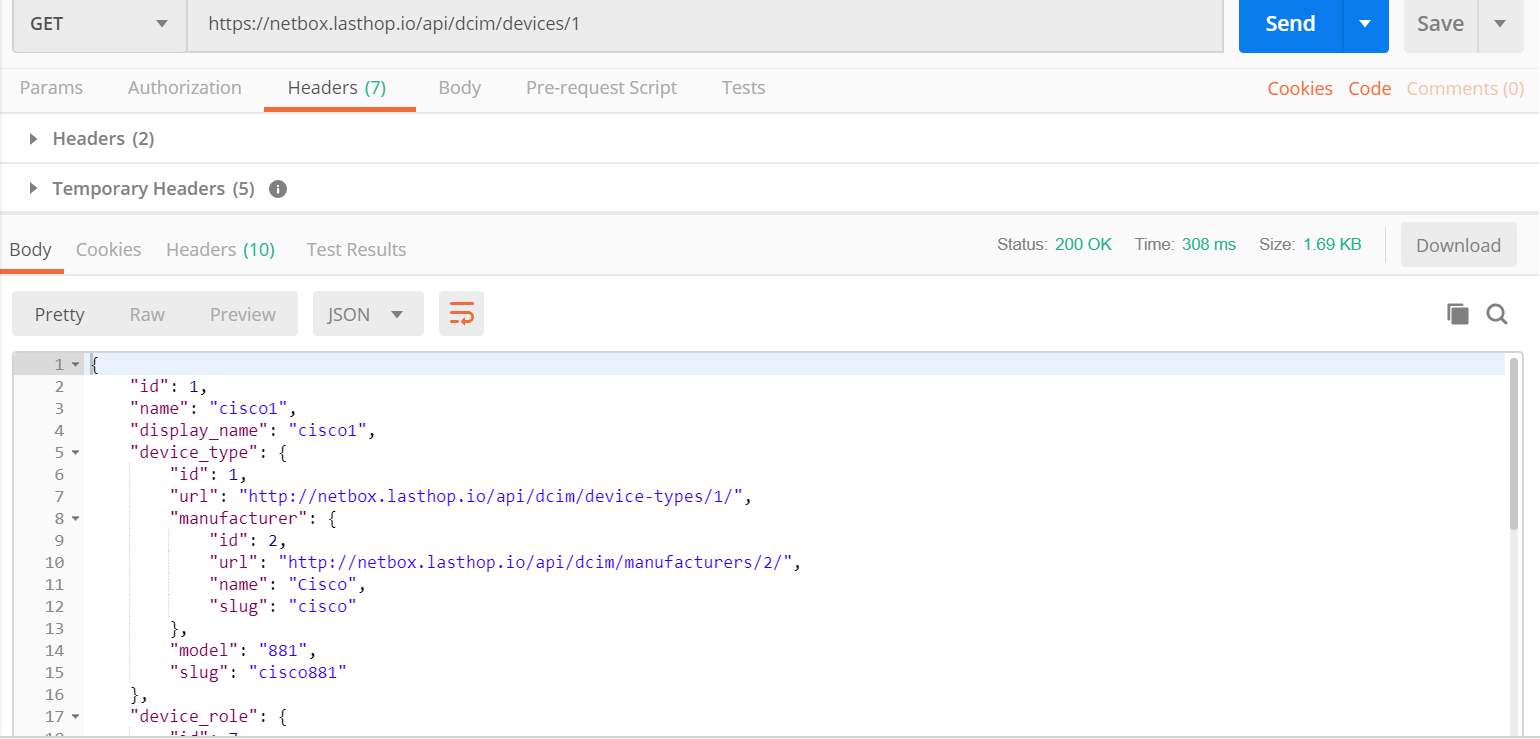 GET https://netbox.lasthop.io/api/dcim/devices/1 Send Save
Params Authorization Headers (7) Body Pre-request Script Tests Cookies Code Comments (0)
Headers (2)
Temporary Headers (5) i
Body Cookies Headers (10) Test Results Status: 200 OK Time: 308 ms Size: 1.69 KB Download
Pretty Raw Preview JSON
1 {
2 "id": 1,
3 "name": "cisco1",
4 "display_name": "cisco1",
5 "device_type": {
6 "id": 1,
7 "url": "http://netbox.lasthop.io/api/dcim/device-types/1/",
8 "manufacturer": {
9 "id": 2,
10 "url": "http://netbox.lasthop.io/api/dcim/manufacturers/2/",
11 "name": "Cisco",
12 "slug": "cisco"
13 },
14 "model": "881",
15 "slug": "cisco881"
16 },
17 "device_role": {